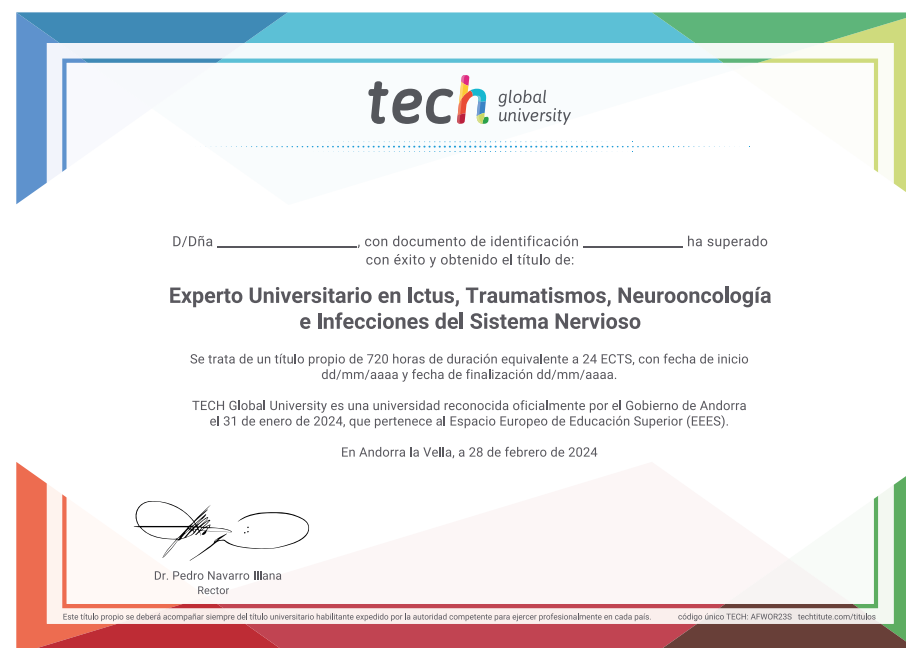 tech global university
D/Dña ____________, con documento de identificación ____________ ha superado
con éxito y obtenido el título de:
Experto Universitario en Ictus, Traumatismos, Neurooncología
e Infecciones del Sistema Nervioso
Se trata de un título propio de 720 horas de duración equivalente a 24 ECTS, con fecha de inicio
dd/mm/aaaa y fecha de finalización dd/mm/aaaa.
TECH Global University es una universidad reconocida oficialmente por el Gobierno de Andorra
el 31 de enero de 2024, que pertenece al Espacio Europeo de Educación Superior (EEES).
En Andorra la Vella, a 28 de febrero de 2024
Dr. Pedro Navarro Illana
Rector
Este título propio se deberá acompañar siempre del título universitario habilitante expedido por la autoridad competente para ejercer profesionalmente en cada país. código único TECH: AFWOR23S techtitute.com/titulos